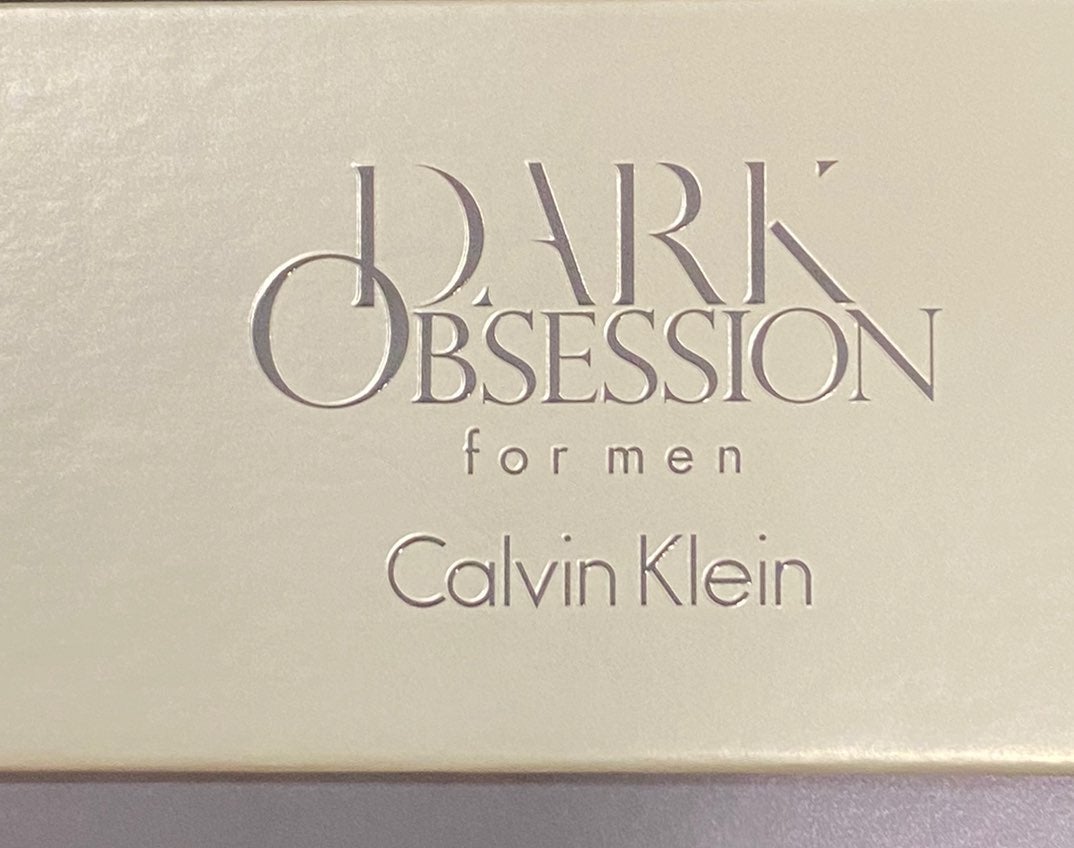 DARK
OBSESSION
for men
Calvin Klein